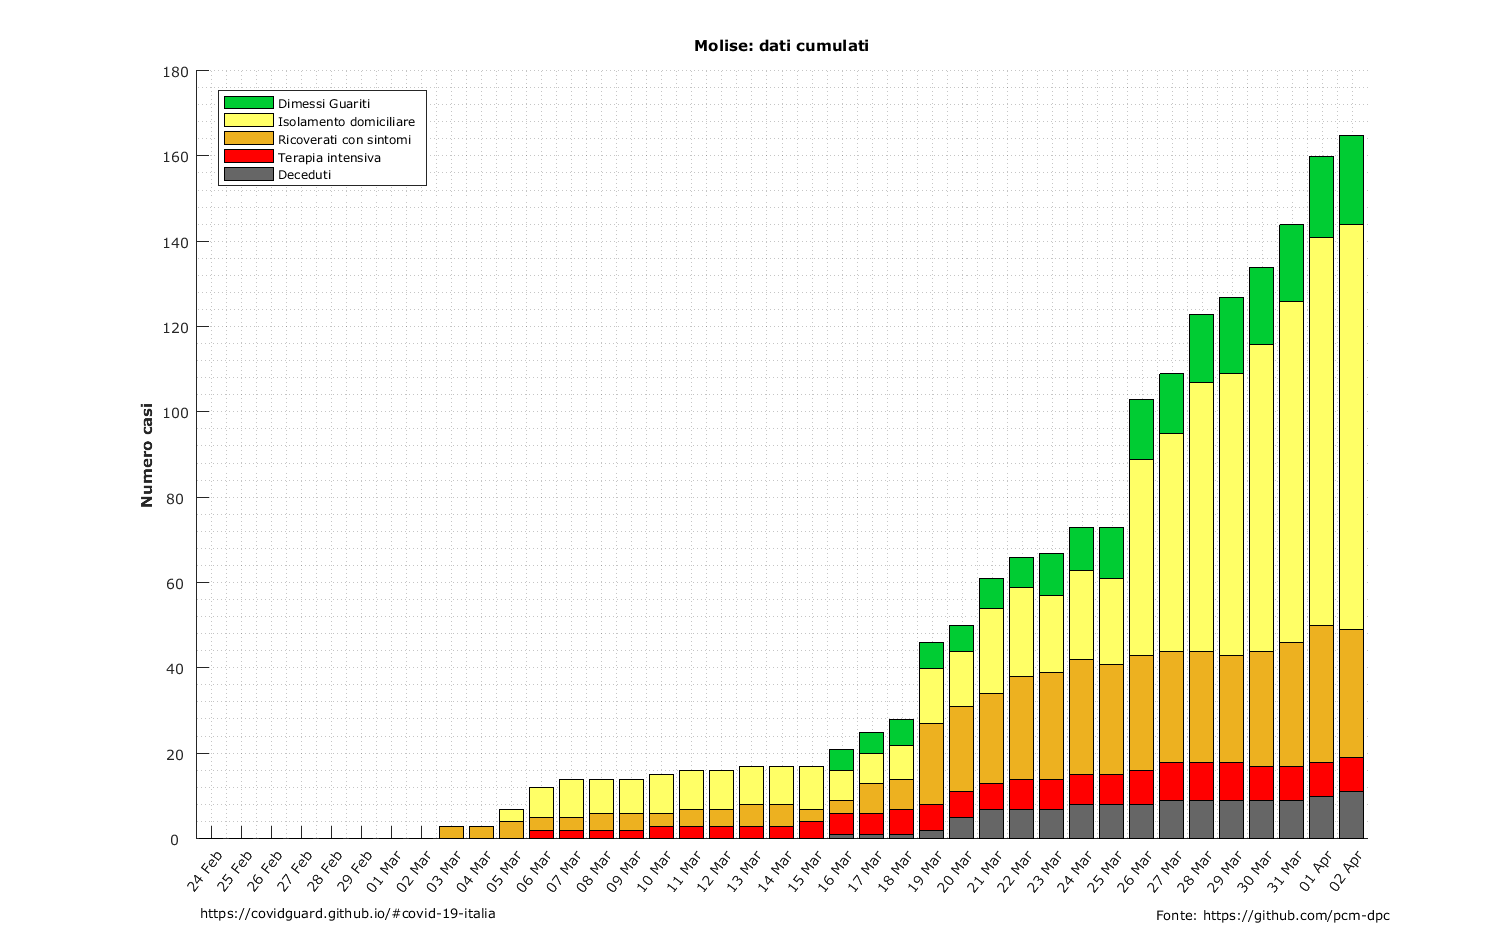 Molise: dati cumulati
180
160
140
120
100
80
60
40
20
0
Numero casi
Dimessi Guariti
Isolamento domiciliare
Ricoverati con sintomi
Terapia intensiva
Deceduti
24 Feb
25 Feb
26 Feb
27 Feb
28 Feb
29 Feb
01 Mar
02 Mar
03 Mar
04 Mar
05 Mar
06 Mar
07 Mar
08 Mar
09 Mar
10 Mar
11 Mar
12 Mar
13 Mar
14 Mar
15 Mar
16 Mar
17 Mar
18 Mar
19 Mar
20 Mar
21 Mar
22 Mar
23 Mar
24 Mar
25 Mar
26 Mar
27 Mar
28 Mar
29 Mar
30 Mar
31 Mar
01 Apr
02 Apr
https://covidguard.github.io/#covid-19-italia
Fonte: https://github.com/pcm-dpc